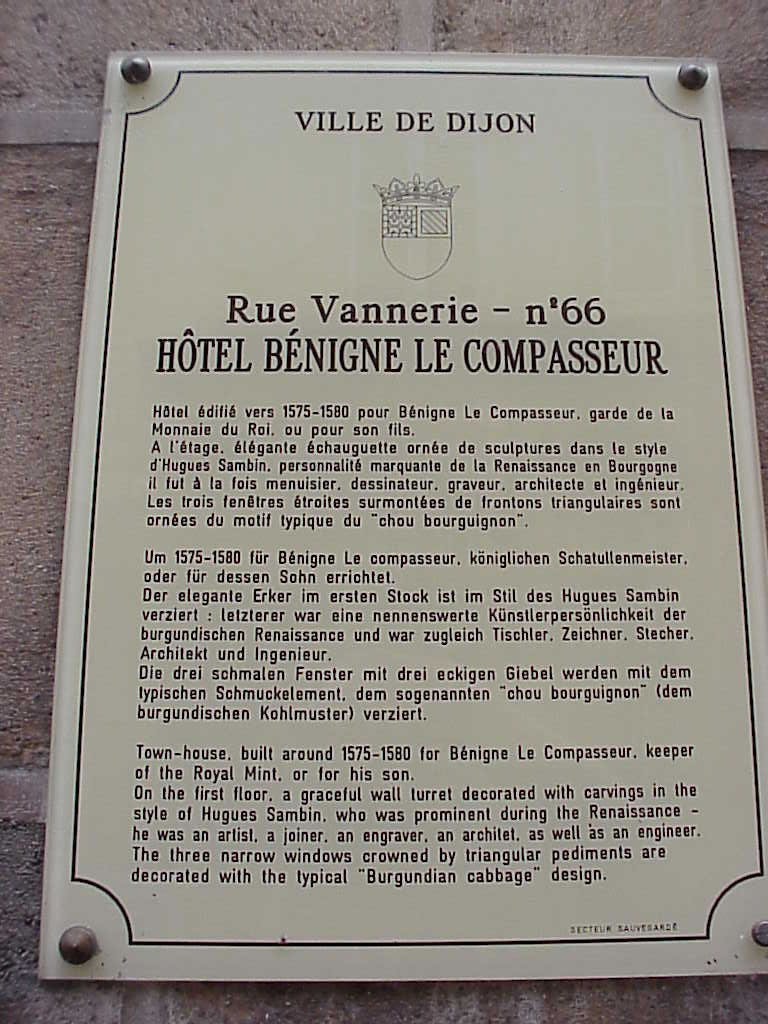 VILLE DE DIJON
Rue Vannerie - n°66
HÔTEL BÉNIGNE LE COMPASSEUR
Hôtel édifié vers 1575-1580 pour Bénigne Le Compasseur, garde de la
Monnaie du Roi, ou pour son fils.
A l'étage, élégante échauguette ornée de sculptures dans le style
d'Hugues Sambin, personnalité marquante de la Renaissance en Bourgogne
il fut à la fois menuisier, dessinateur, graveur, architecte et ingénieur.
Les trois fenêtres étroites surmontées de frontons triangulaires sont
ornées du motif typique du "chou bourguignon".
Um 1575-1580 für Bénigne Le compasseur, königlichen Schatullenmeister,
oder für dessen Sohn errichtet.
Der elegante Erker im ersten Stock ist im Stil des Hugues Sambin
verziert : letzterer war eine nennenswerte Künstlerpersönlichkeit der
burgundischen Renaissance und war zugleich Tischler, Zeichner, Stecher,
Architekt und Ingenieur.
Die drei schmalen Fenster mit drei eckigen Giebel werden mit dem
typischen Schmuckelement, dem sogenannten "chou bourguignon" (dem
burgundischen Kohlmuster) verziert.
Town-house, built around 1575-1580 for Bénigne Le Compasseur, keeper
of the Royal Mint, or for his son.
On the first floor, a graceful wall turret decorated with carvings in the
style of Hugues Sambin, who was prominent during the Renaissance -
he was an artist, a joiner, an engraver, an architet, as well as an engineer.
The three narrow windows crowned by triangular pediments are
decorated with the typical "Burgundian cabbage" design.
SECTEUR SAUVEGARDÉ